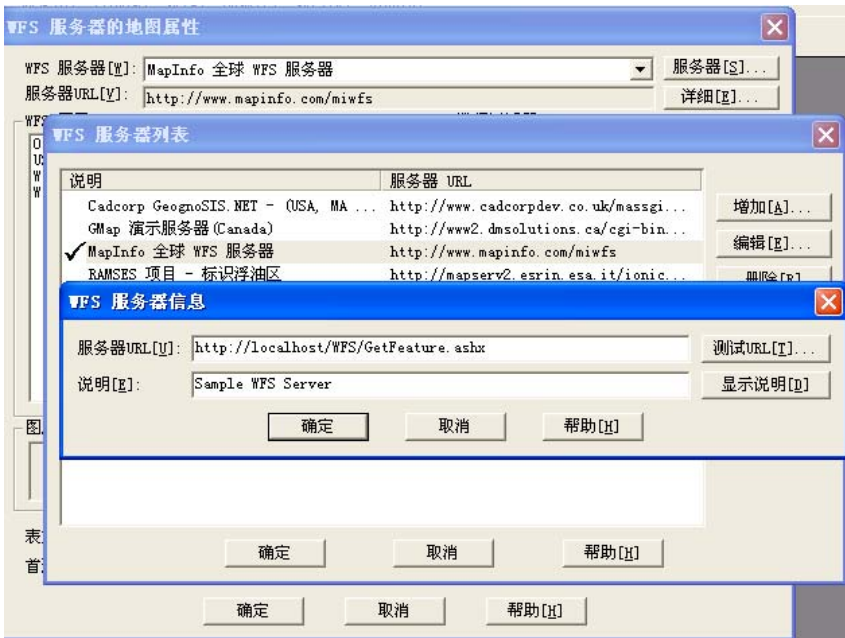 WFS 服务器的地图属性
WFS 服务器[W]: MapInfo 全球 WFS 服务器 服务器[S]...
服务器URL[V]: http://www.mapinfo.com/miwfs 详细[E]...
WFS
WFS 服务器列表
说明 服务器 URL
Cadcorp GeognoSIS.NET - (USA, MA ... http://www.cadcorpdev.co.uk/massgi... 增加[A]...
GMap 演示服务器(Canada) http://www2.dmsolutions.ca/cgi-bin...
MapInfo 全球 WFS 服务器 http://www.mapinfo.com/miwfs 编辑[E]...
RAMSES 项目 - 标识浮油区 http://mapserv2.esrin.esa.it/ionic... 删除[R]
WFS 服务器信息
服务器URL[U]: http://localhost/WFS/GetFeature.ashx 测试URL[T]...
说明[E]: Sample WFS Server 显示说明[D]
确定 取消 帮助[H]
图
表
首
确定 取消 帮助[H]
确定 取消 帮助[H]